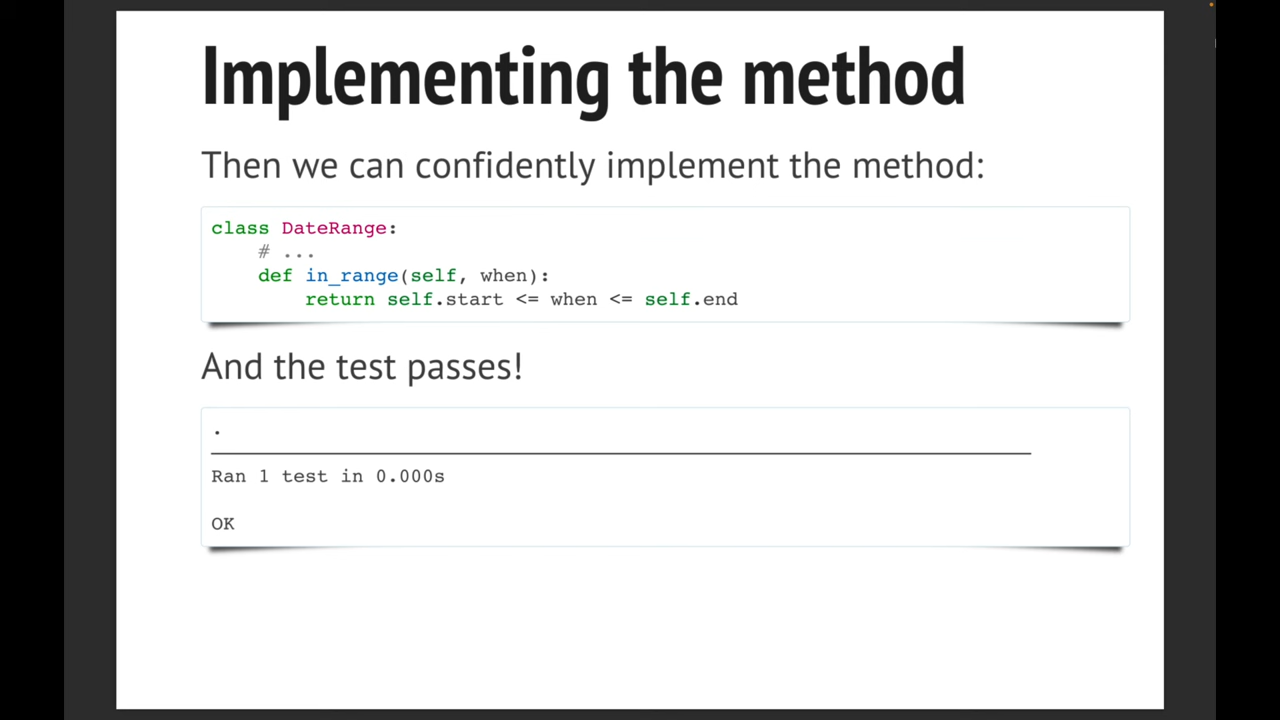 Implementing the method
Then we can confidently implement the method:
class DateRange:
    # ...
    def in_range(self, when):
        return self.start <= when <= self.end
And the test passes!
.
Ran 1 test in 0.000s
OK